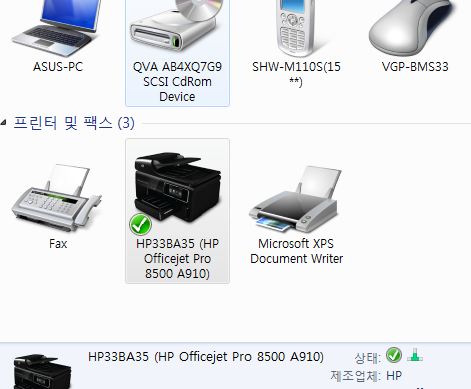 ASUS-PC
QVA AB4XQ7G9
SCSI CdRom
Device
SHW-M110S(15
**)
VGP-BMS33
프린터 및 팩스 (3)
Fax
HP33BA35 (HP
Officejet Pro
8500 A910)
Microsoft XPS
Document Writer
HP33BA35 (HP Officejet Pro 8500 A910)
상태:
제조업체: HP